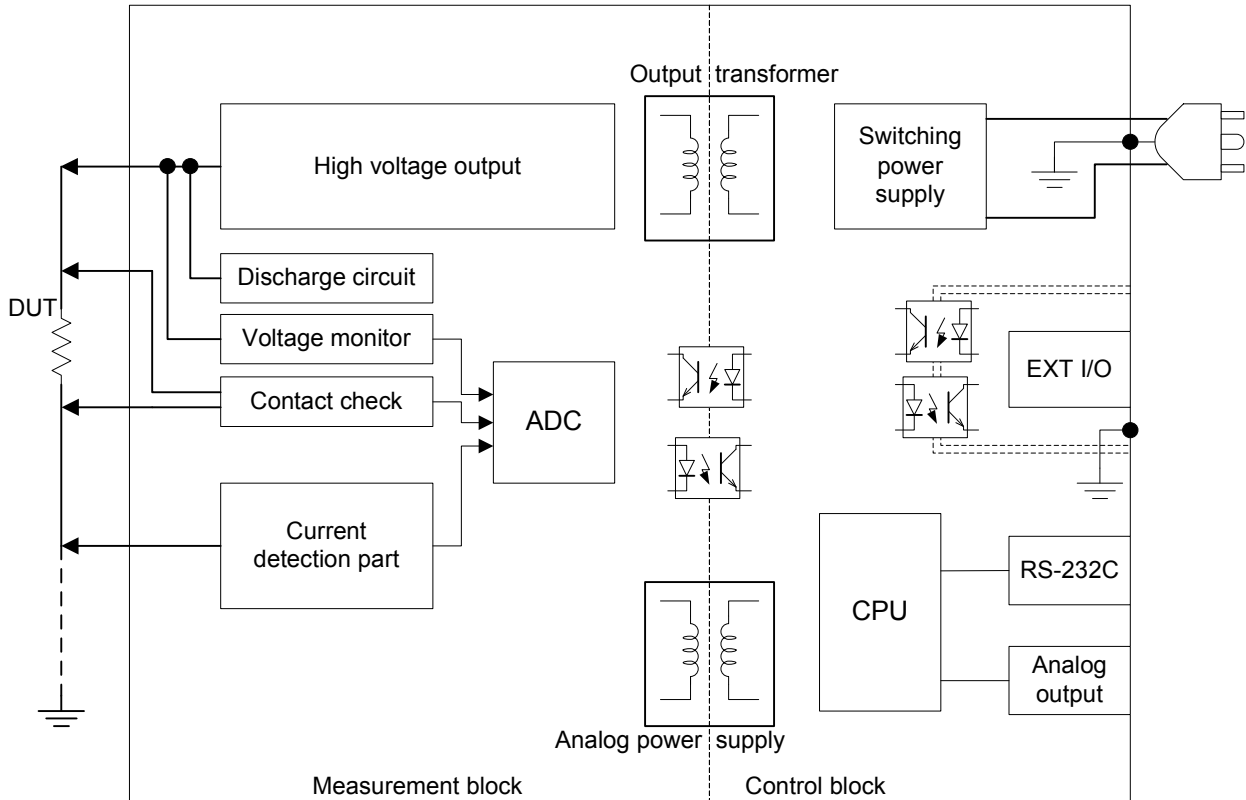 Output transformer
High voltage output
Switching
power
supply
Discharge circuit
DUT
Voltage monitor
EXT I/O
Contact check
ADC
Current
detection part
RS-232C
CPU
Analog
output
Analog power supply
Measurement block
Control block